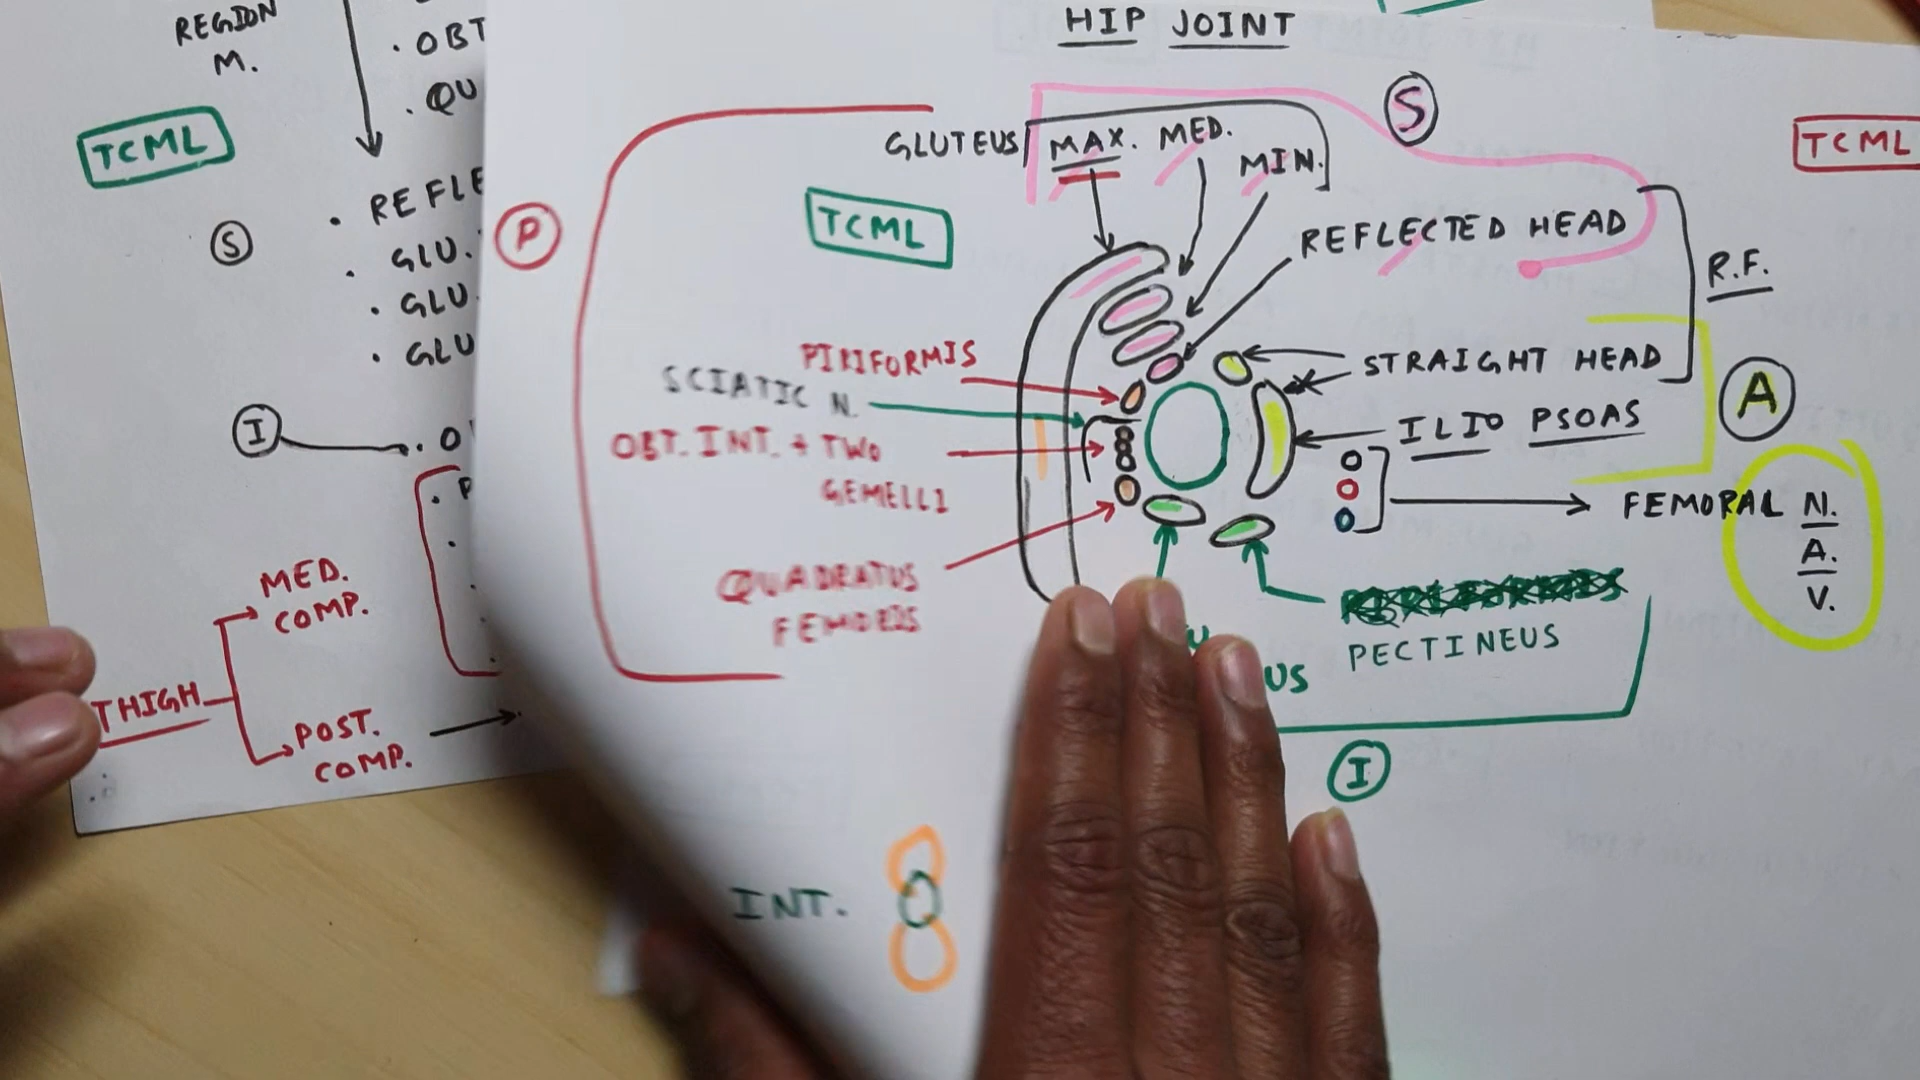 REGION
M.
. OBT
. QU
TCML
. REFLE
S
. GLU.
. GLU
. GLU
I
. O
. P
MED.
COMP.
THIGH
POST.
COMP.
HIP JOINT
S
GLUTEUS MAX. MED.
MIN.
TCML
TCML
P
REFLECTED HEAD
R.F.
PIRIFORMIS
SCIATIC N.
STRAIGHT HEAD
A
OBT. INT. + TWO
GEMELLI
ILIO PSOAS
FEMORAL N.
A.
V.
QUADRATUS
FEMORIS
PECTINEUS
US
I
INT.